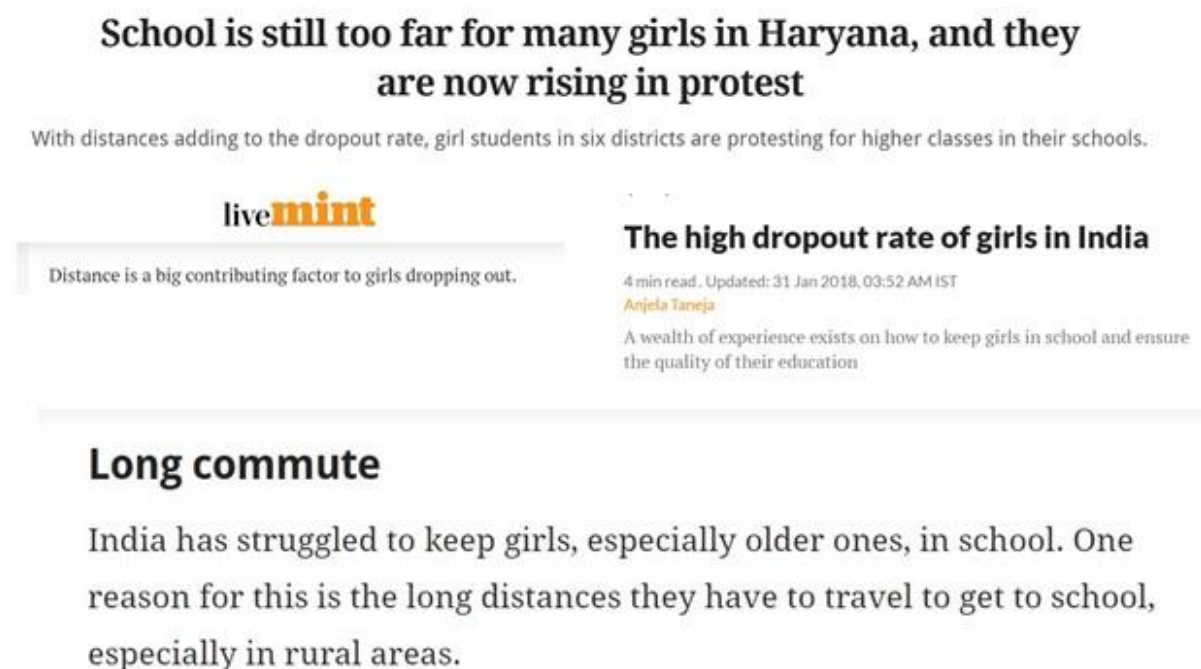 School is still too far for many girls in Haryana, and they
are now rising in protest
With distances adding to the dropout rate, girl students in six districts are protesting for higher classes in their schools.
livemint
Distance is a big contributing factor to girls dropping out.
The high dropout rate of girls in India
4 min read. Updated: 31 Jan 2018, 03:52 AM IST
Anjela Taneja
A wealth of experience exists on how to keep girls in school and ensure
the quality of their education
Long commute
India has struggled to keep girls, especially older ones, in school. One
reason for this is the long distances they have to travel to get to school,
especially in rural areas.